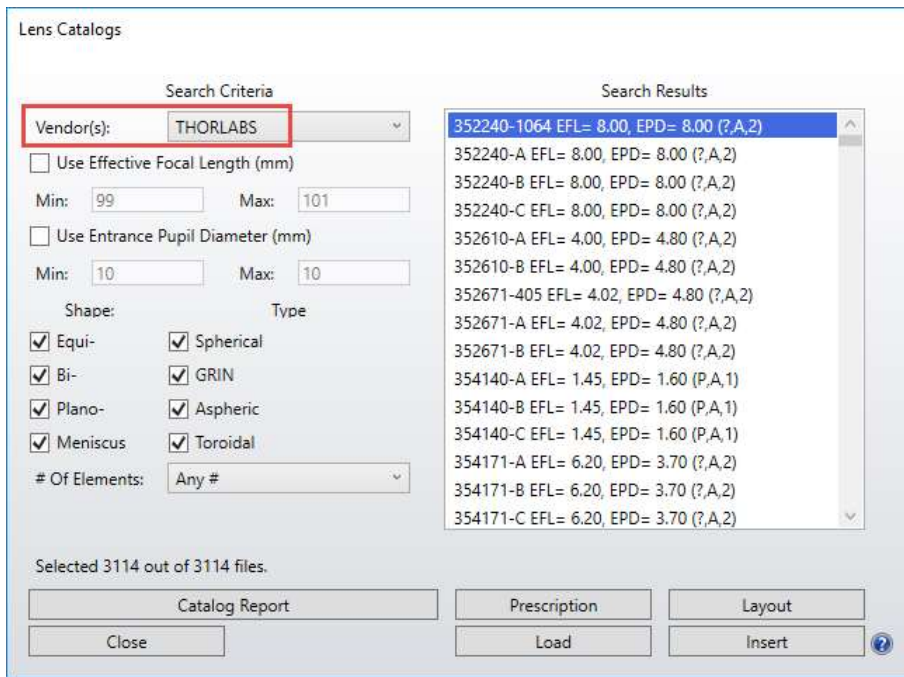 Lens Catalogs
Search Criteria
Vendor(s): THORLABS
Use Effective Focal Length (mm)
Min: 99 Max: 101
Use Entrance Pupil Diameter (mm)
Min: 10 Max: 10
Shape: Type
Equi- Spherical
Bi- GRIN
Plano- Aspheric
Meniscus Toroidal
# Of Elements: Any #
Search Results
352240-1064 EFL= 8.00, EPD= 8.00 (?,A,2)
352240-A EFL= 8.00, EPD= 8.00 (?,A,2)
352240-B EFL= 8.00, EPD= 8.00 (?,A,2)
352240-C EFL= 8.00, EPD= 8.00 (?,A,2)
352610-A EFL= 4.00, EPD= 4.80 (?,A,2)
352610-B EFL= 4.00, EPD= 4.80 (?,A,2)
352671-405 EFL= 4.02, EPD= 4.80 (?,A,2)
352671-A EFL= 4.02, EPD= 4.80 (?,A,2)
352671-B EFL= 4.02, EPD= 4.80 (?,A,2)
354140-A EFL= 1.45, EPD= 1.60 (P,A,1)
354140-B EFL= 1.45, EPD= 1.60 (P,A,1)
354140-C EFL= 1.45, EPD= 1.60 (P,A,1)
354171-A EFL= 6.20, EPD= 3.70 (?,A,2)
354171-B EFL= 6.20, EPD= 3.70 (?,A,2)
354171-C EFL= 6.20, EPD= 3.70 (?,A,2)
Selected 3114 out of 3114 files.
Catalog Report Prescription Layout
Close Load Insert ?